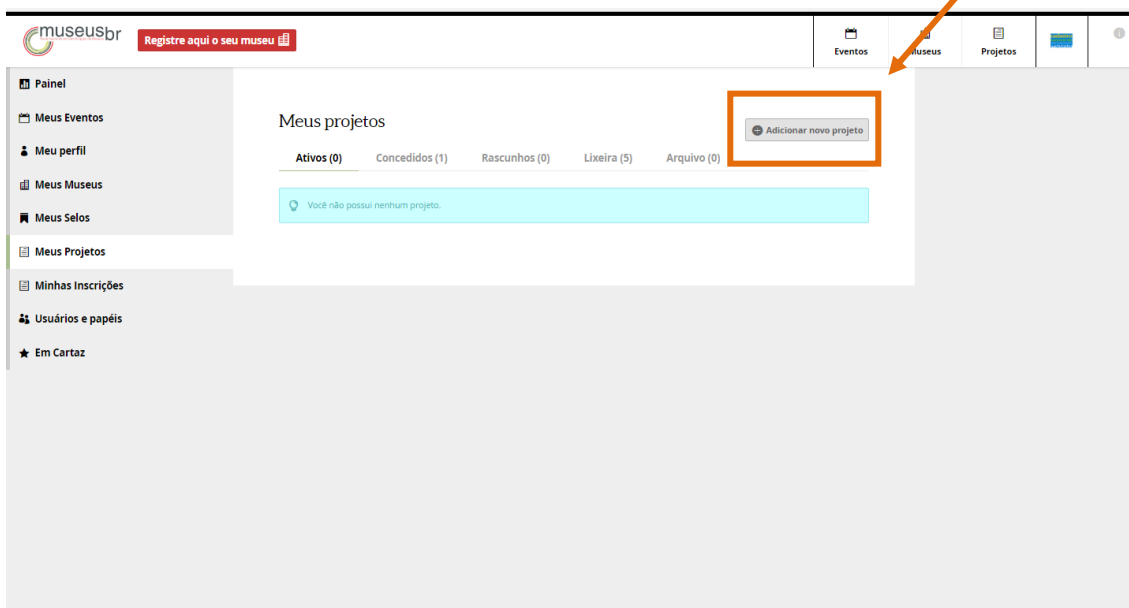 museusbr
Registre aqui o seu museu
Eventos
Museus
Projetos
Painel
Meus Eventos
Meu perfil
Meus Museus
Meus Selos
Meus Projetos
Minhas Inscrições
Usuários e papéis
Em Cartaz
Meus projetos
Adicionar novo projeto
Ativos (0) Concedidos (1) Rascunhos (0) Lixeira (5) Arquivo (0)
Você não possui nenhum projeto.